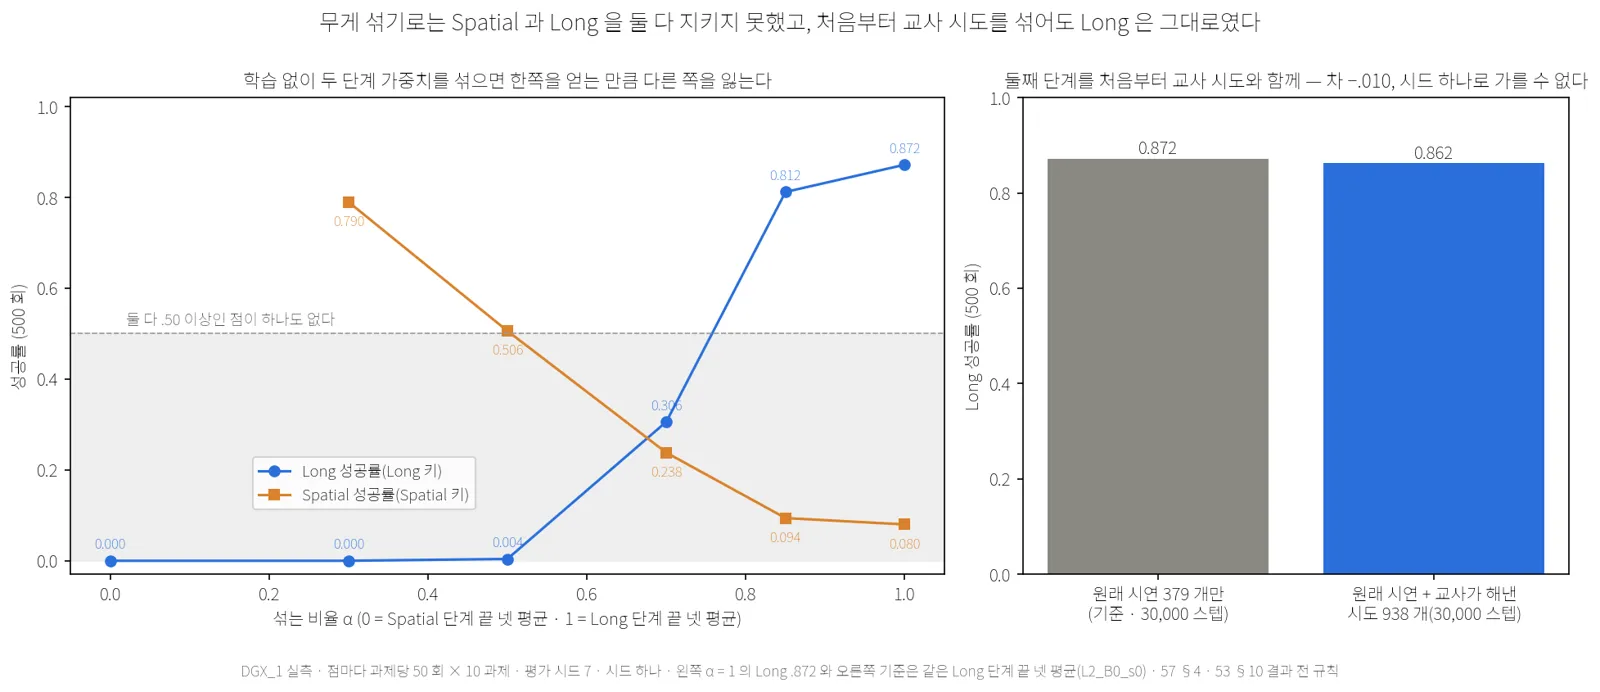 무게 섞기로는 Spatial 과 Long 을 둘 다 지키지 못했고, 처음부터 교사 시도를 섞어도 Long 은 그대로였다
학습 없이 두 단계 가중치를 섞으면 한쪽을 얻는 만큼 다른 쪽을 잃는다
성공률 (500 회)
1.0
0.8
0.6
0.4
0.2
0.0
0.790
0.872
0.812
둘 다 .50 이상인 점이 하나도 없다
0.506
0.306
0.238
Long 성공률(Long 키)
Spatial 성공률(Spatial 키)
0.000
0.000
0.004
0.094
0.080
0.0
0.2
0.4
0.6
0.8
1.0
섞는 비율 α (0 = Spatial 단계 끝 넷 평균 · 1 = Long 단계 끝 넷 평균)
둘째 단계를 처음부터 교사 시도와 함께 — 차 −.010, 시드 하나로 가를 수 없다
Long 성공률 (500 회)
1.0
0.8
0.6
0.4
0.2
0.0
0.872
0.862
원래 시연 379 개만
(기준 · 30,000 스텝)
원래 시연 + 교사가 해낸
시도 938 개(30,000 스텝)
DGX_1 실측 · 점마다 과제당 50 회 × 10 과제 · 평가 시드 7 · 시드 하나 · 왼쪽 α = 1 의 Long .872 와 오른쪽 기준은 같은 Long 단계 끝 넷 평균(L2_B0_s0) · 57 §4 · 53 §10 결과 전 규칙